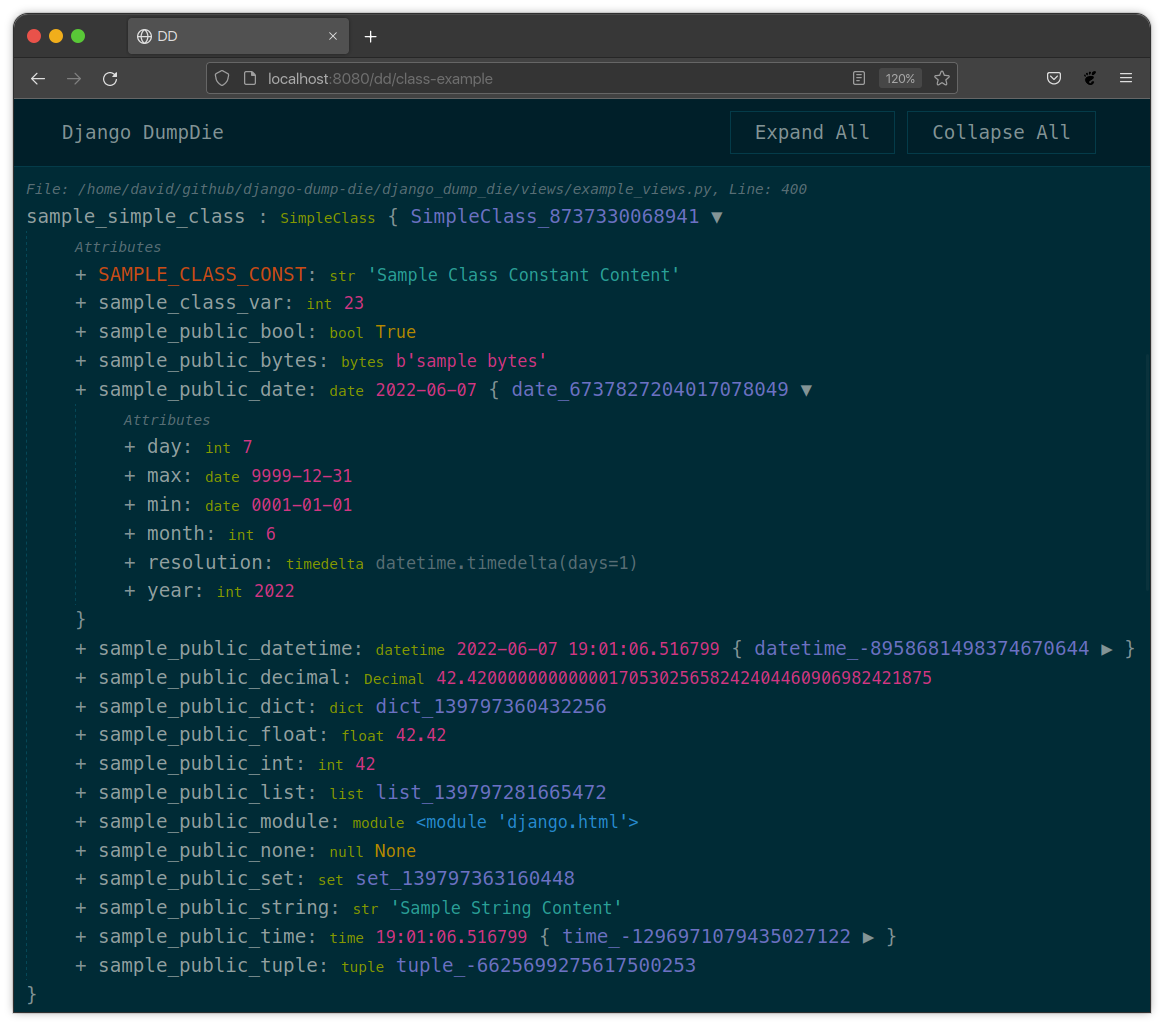 DD
localhost:8080/dd/class-example
120%
Django DumpDie
Expand All
Collapse All
File: /home/david/github/django-dump-die/django_dump_die/views/example_views.py, Line: 400
sample_simple_class : SimpleClass { SimpleClass_8737330068941 ▼
Attributes
+ SAMPLE_CLASS_CONST: str 'Sample Class Constant Content'
+ sample_class_var: int 23
+ sample_public_bool: bool True
+ sample_public_bytes: bytes b'sample bytes'
+ sample_public_date: date 2022-06-07 { date_6737827204017078049 ▼
Attributes
+ day: int 7
+ max: date 9999-12-31
+ min: date 0001-01-01
+ month: int 6
+ resolution: timedelta datetime.timedelta(days=1)
+ year: int 2022
}
+ sample_public_datetime: datetime 2022-06-07 19:01:06.516799 { datetime_-8958681498374670644 ▶ }
+ sample_public_decimal: Decimal 42.4200000000000017053025658242404460906982421875
+ sample_public_dict: dict dict_139797360432256
+ sample_public_float: float 42.42
+ sample_public_int: int 42
+ sample_public_list: list list_139797281665472
+ sample_public_module: module <module 'django.html'>
+ sample_public_none: null None
+ sample_public_set: set set_139797363160448
+ sample_public_string: str 'Sample String Content'
+ sample_public_time: time 19:01:06.516799 { time_-1296971079435027122 ▶ }
+ sample_public_tuple: tuple tuple_-6625699275617500253
}